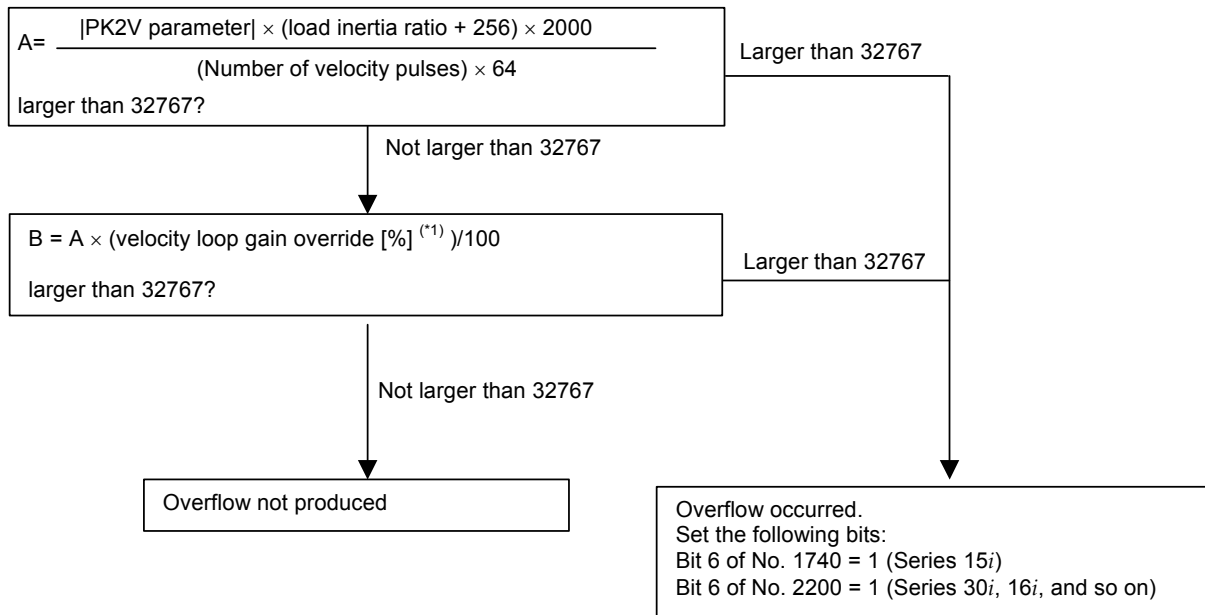 |PK2V parameter| × (load inertia ratio + 256) × 2000
A=
(Number of velocity pulses) × 64
larger than 32767?
Larger than 32767
Not larger than 32767
B = A × (velocity loop gain override [%] (*1) )/100
larger than 32767?
Larger than 32767
Not larger than 32767
Overflow not produced
Overflow occurred.
Set the following bits:
Bit 6 of No. 1740 = 1 (Series 15i)
Bit 6 of No. 2200 = 1 (Series 30i, 16i, and so on)